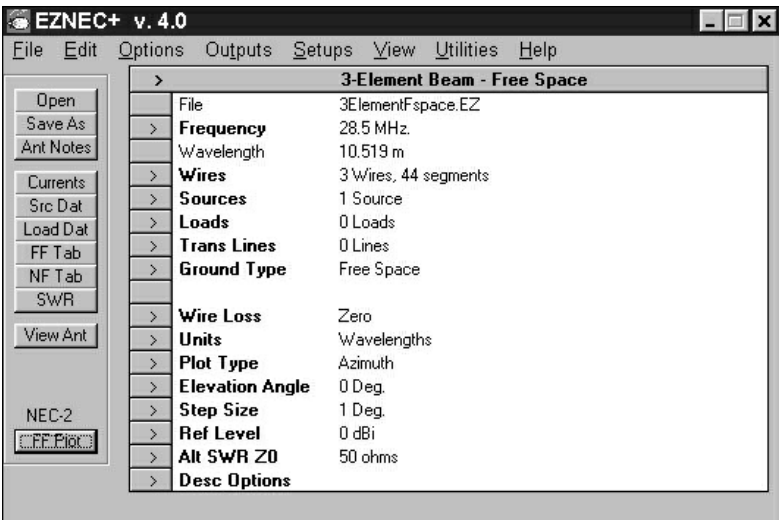 EZNEC+ v. 4.0
File Edit Options Outputs Setups View Utilities Help
> 3-Element Beam - Free Space
Open
Save As
Ant Notes
Currents
Src Dat
Load Dat
FF Tab
NF Tab
SWR
View Ant
NEC-2
FF Plot
File 3ElementFspace.EZ
> Frequency 28.5 MHz.
Wavelength 10.519 m
> Wires 3 Wires, 44 segments
> Sources 1 Source
> Loads 0 Loads
> Trans Lines 0 Lines
> Ground Type Free Space
> Wire Loss Zero
> Units Wavelengths
> Plot Type Azimuth
> Elevation Angle 0 Deg.
> Step Size 1 Deg.
> Ref Level 0 dBi
> Alt SWR Z0 50 ohms
> Desc Options